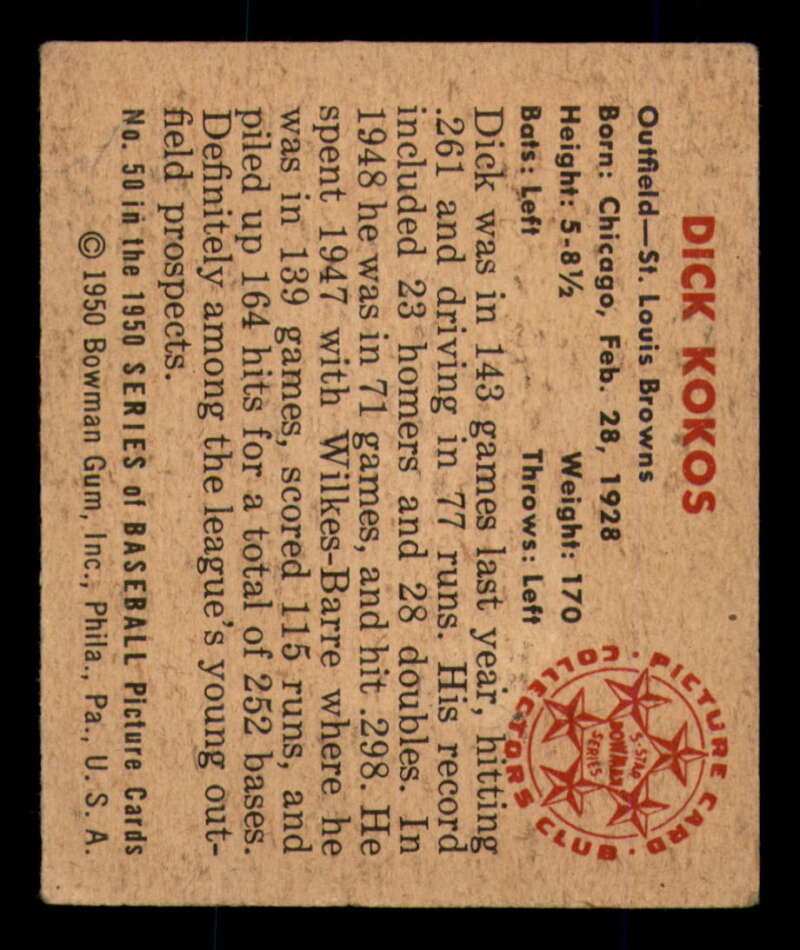 DICK KOKOS
Outfield—St. Louis Browns
Born: Chicago, Feb. 28, 1928
Height: 5-8½ Weight: 170
Bats: Left Throws: Left
PICTURE CARD COLLECTORS CLUB
5-STAR
BOWMAN
SERIES
Dick was in 143 games last year, hitting
.261 and driving in 77 runs. His record
included 23 homers and 28 doubles. In
1948 he was in 71 games, and hit .298. He
spent 1947 with Wilkes-Barre where he
was in 139 games, scored 115 runs, and
piled up 164 hits for a total of 252 bases.
Definitely among the league's young out-
field prospects.
No. 50 in the 1950 SERIES of BASEBALL Picture Cards
© 1950 Bowman Gum, Inc., Phila., Pa., U. S. A.